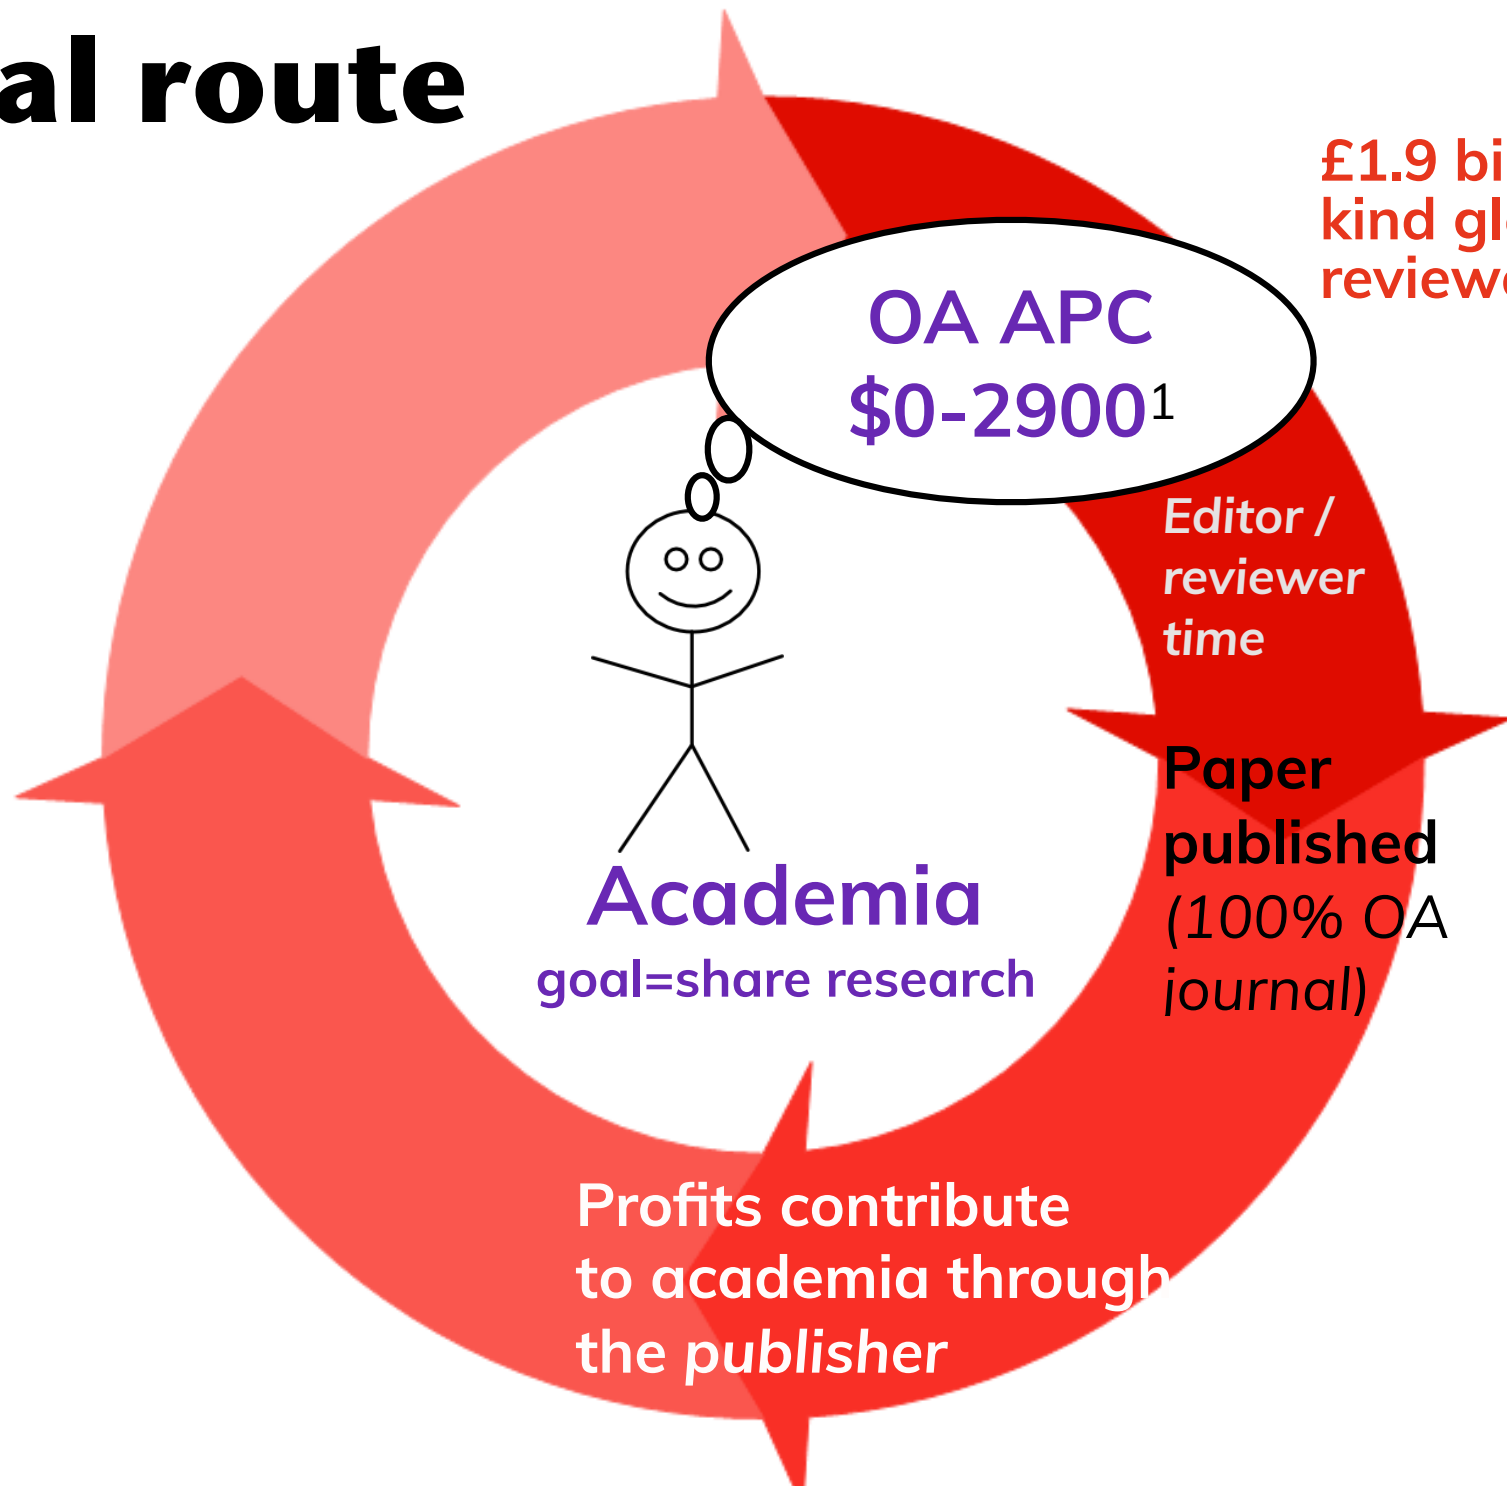 al route
£1.9 bi
kind gl
reviewe
OA APC
$0-2900¹
Editor /
reviewer
time
Paper
published
(100% OA
journal)
Academia
goal=share research
Profits contribute
to academia through
the publisher